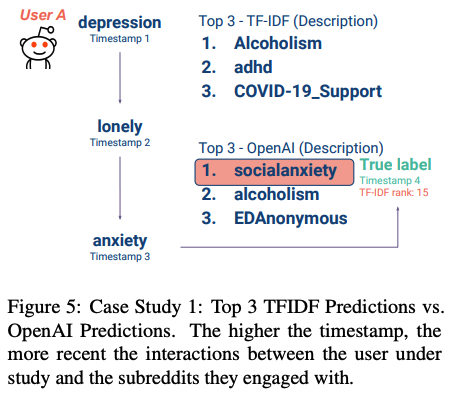 User A
depression
Timestamp 1
Top 3 - TF-IDF (Description)
1. Alcoholism
2. adhd
3. COVID-19_Support
lonely
Timestamp 2
Top 3 - OpenAI (Description)
1. socialanxiety
True label
Timestamp 4
TF-IDF rank: 15
2. alcoholism
3. EDAnonymous
anxiety
Timestamp 3
Figure 5: Case Study 1: Top 3 TFIDF Predictions vs.
OpenAI Predictions. The higher the timestamp, the
more recent the interactions between the user under
study and the subreddits they engaged with.